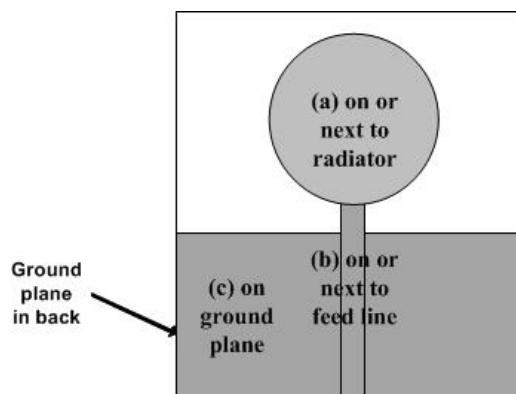 (a) on or
next to
radiator
(b) on or
next to
feed line
(c) on
ground
plane
Ground
plane
in back